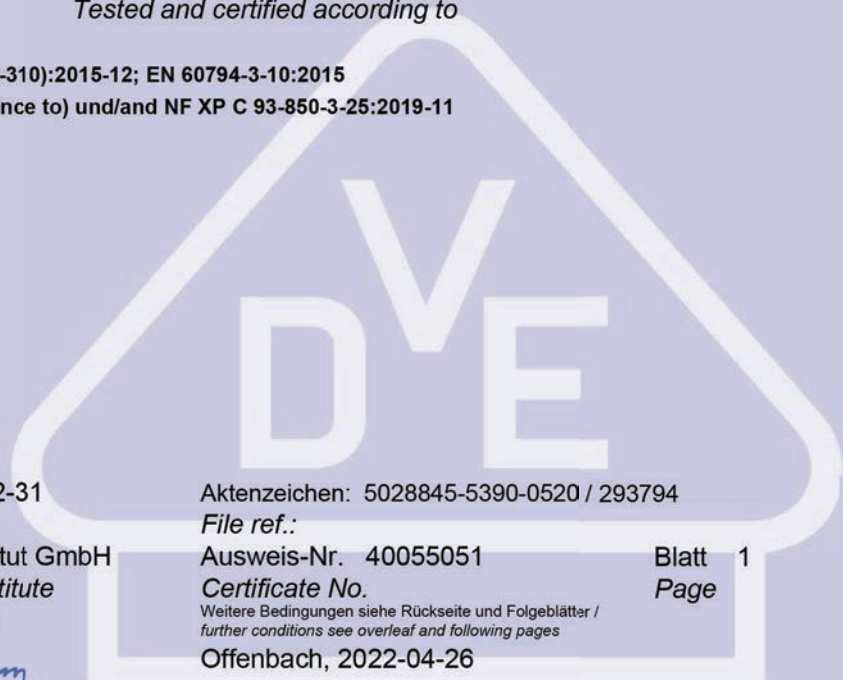 Tested and certified according to
-310):2015-12; EN 60794-3-10:2015
nce to) und/and NF XP C 93-850-3-25:2019-11
VDE
2-31
Aktenzeichen: 5028845-5390-0520 / 293794
File ref.:
tut GmbH
Ausweis-Nr. 40055051
Blatt 1
titute
Certificate No.
Page
Weitere Bedingungen siehe Rückseite und Folgeblätter /
further conditions see overleaf and following pages
Offenbach, 2022-04-26